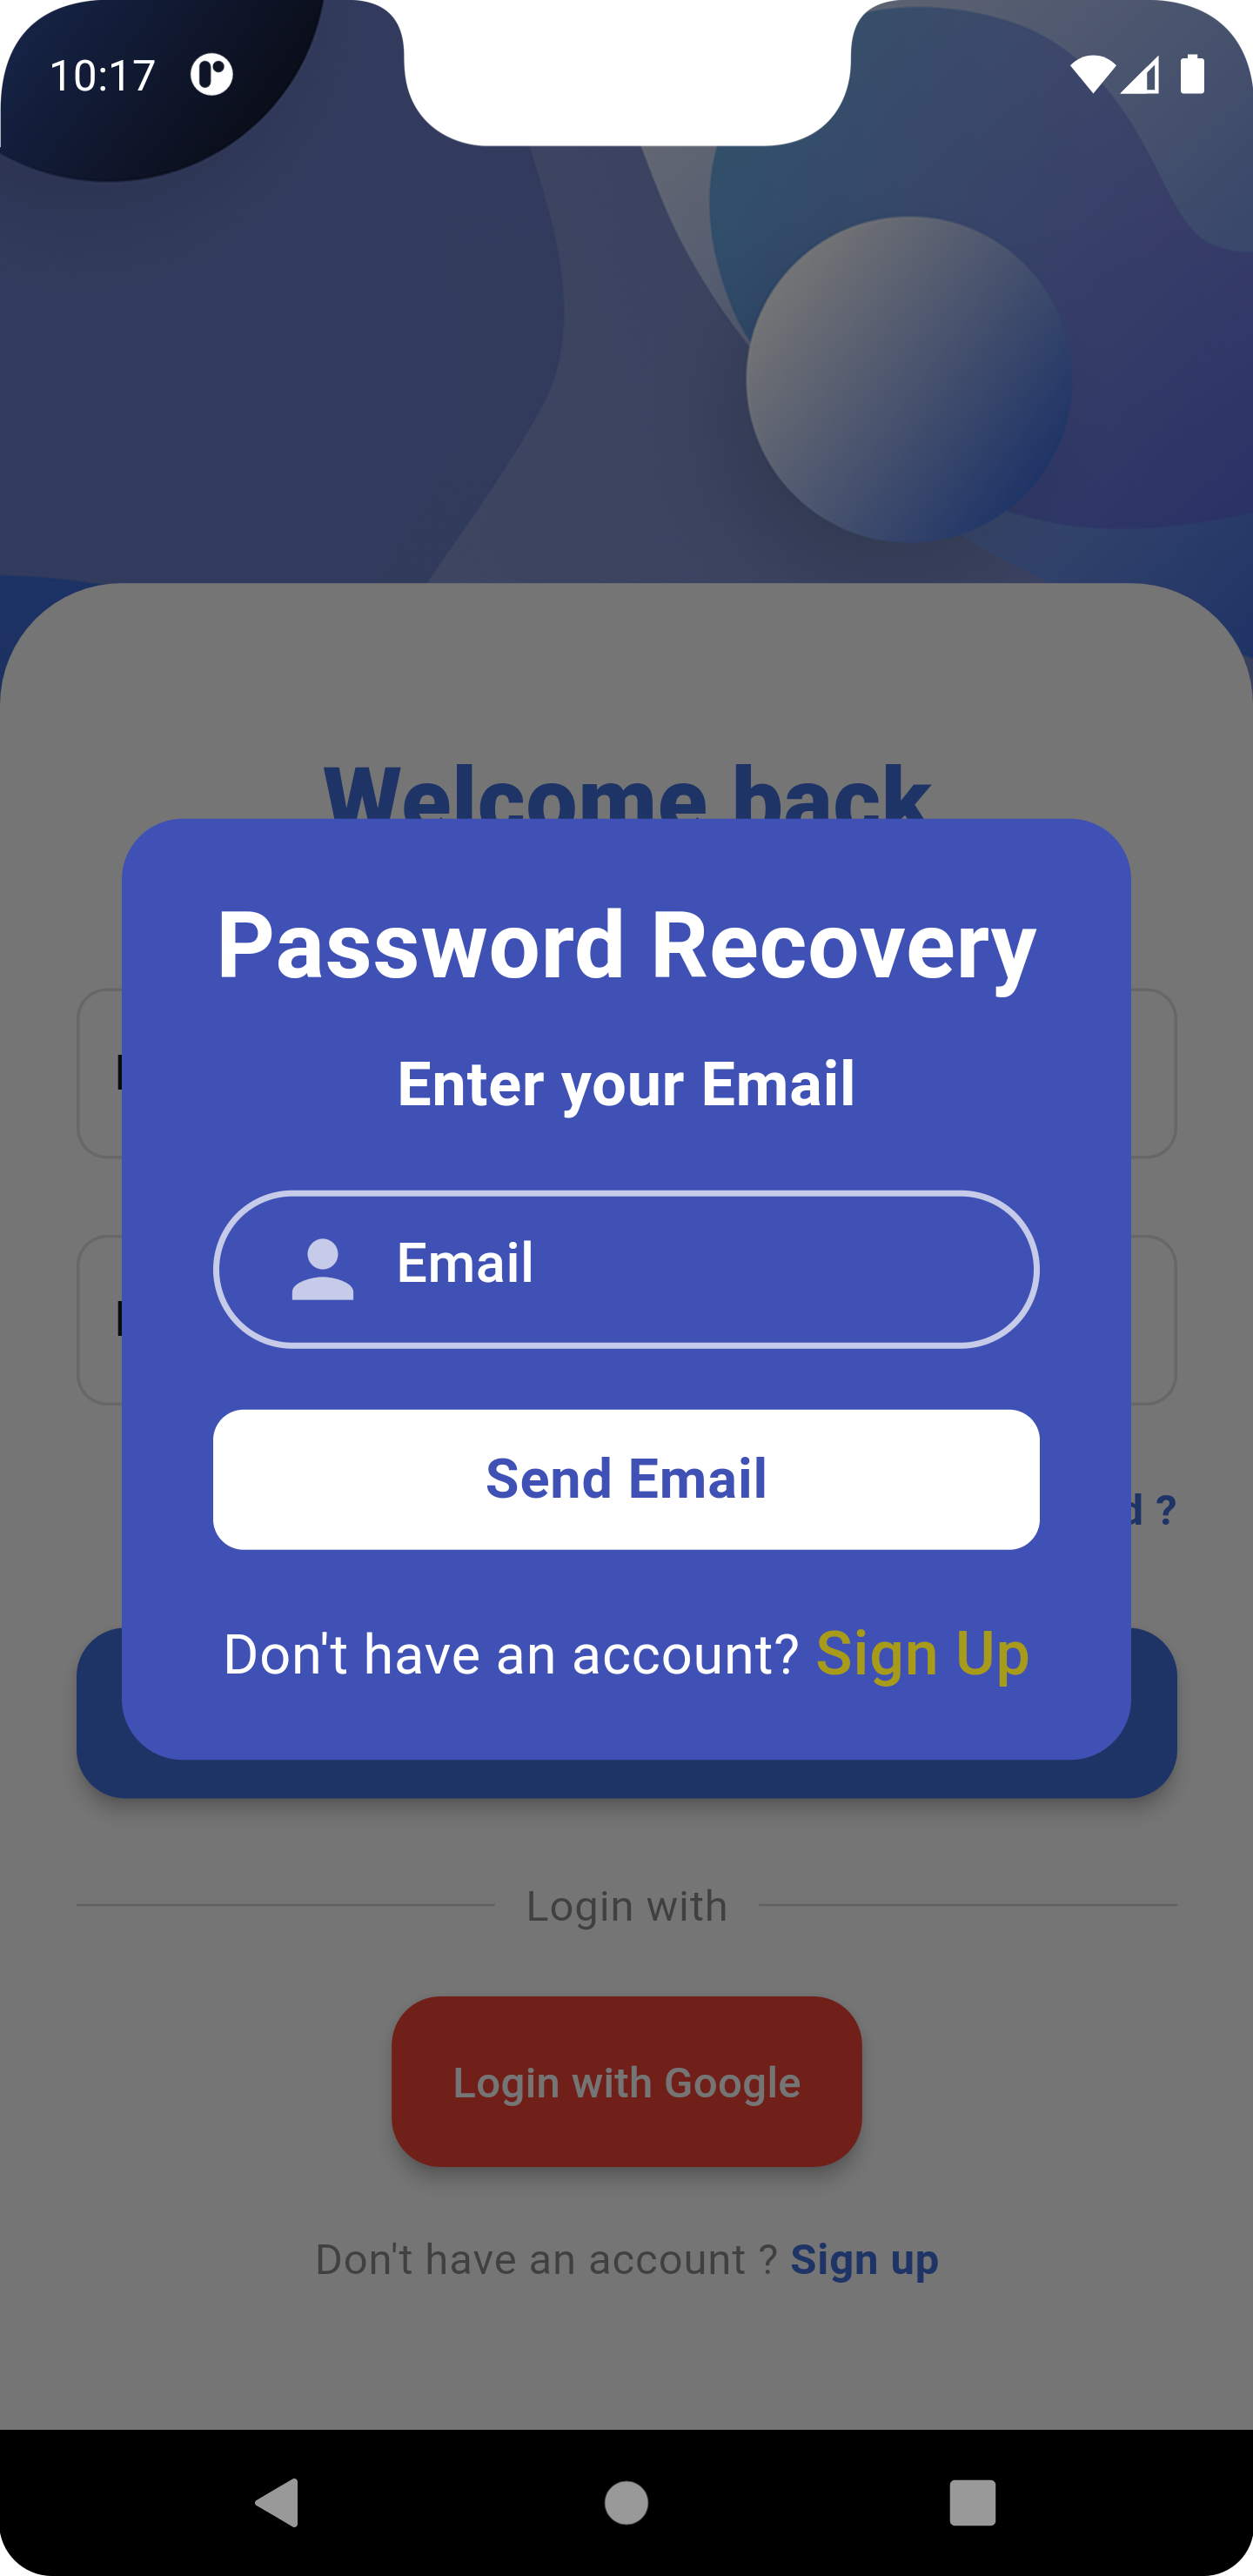 10:17
Welcome back
Password Recovery
Enter your Email
Email
Send Email
d ?
Don't have an account? Sign Up
Login with
Login with Google
Don't have an account ? Sign up